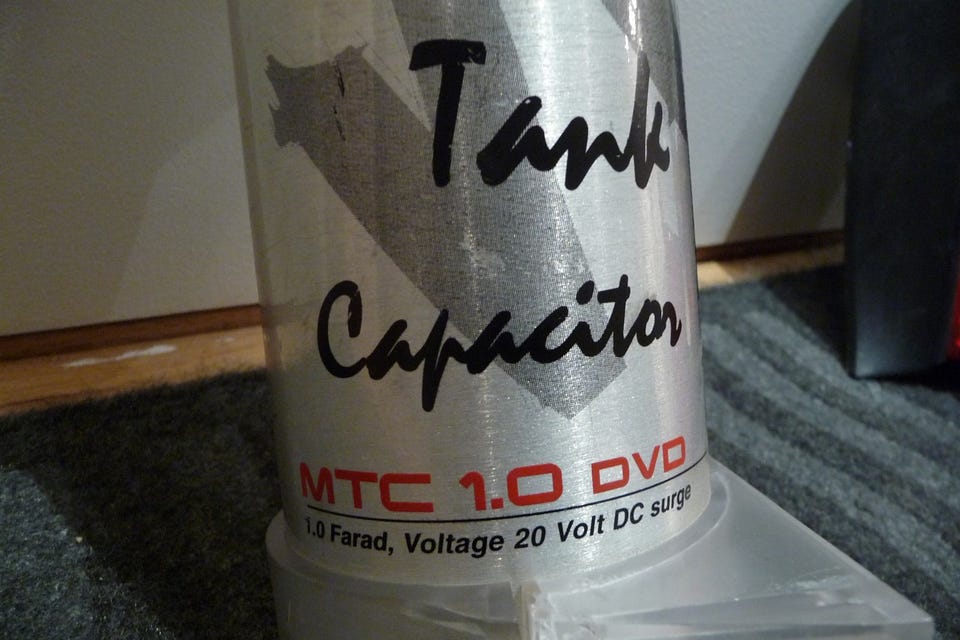 Tank
Capacitor
MTC 1.0 DVD
1.0 Farad, Voltage 20 Volt DC surge